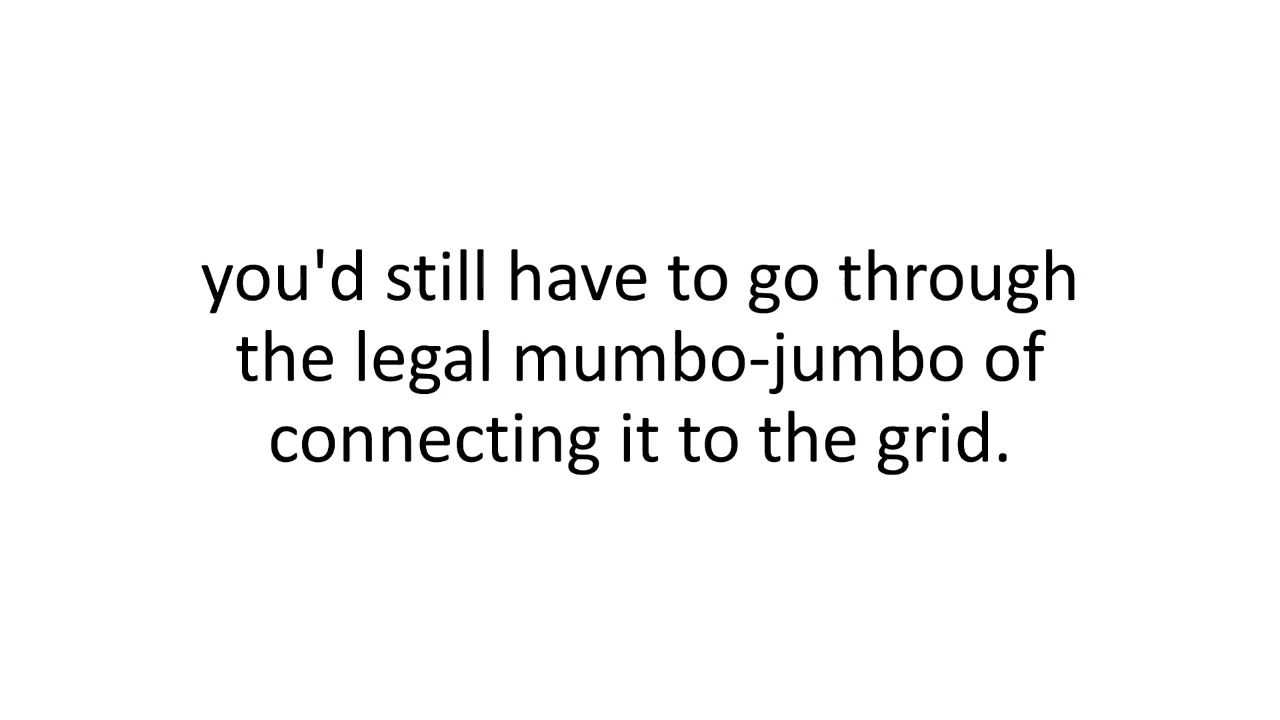 you'd still have to go through
the legal mumbo-jumbo of
connecting it to the grid.